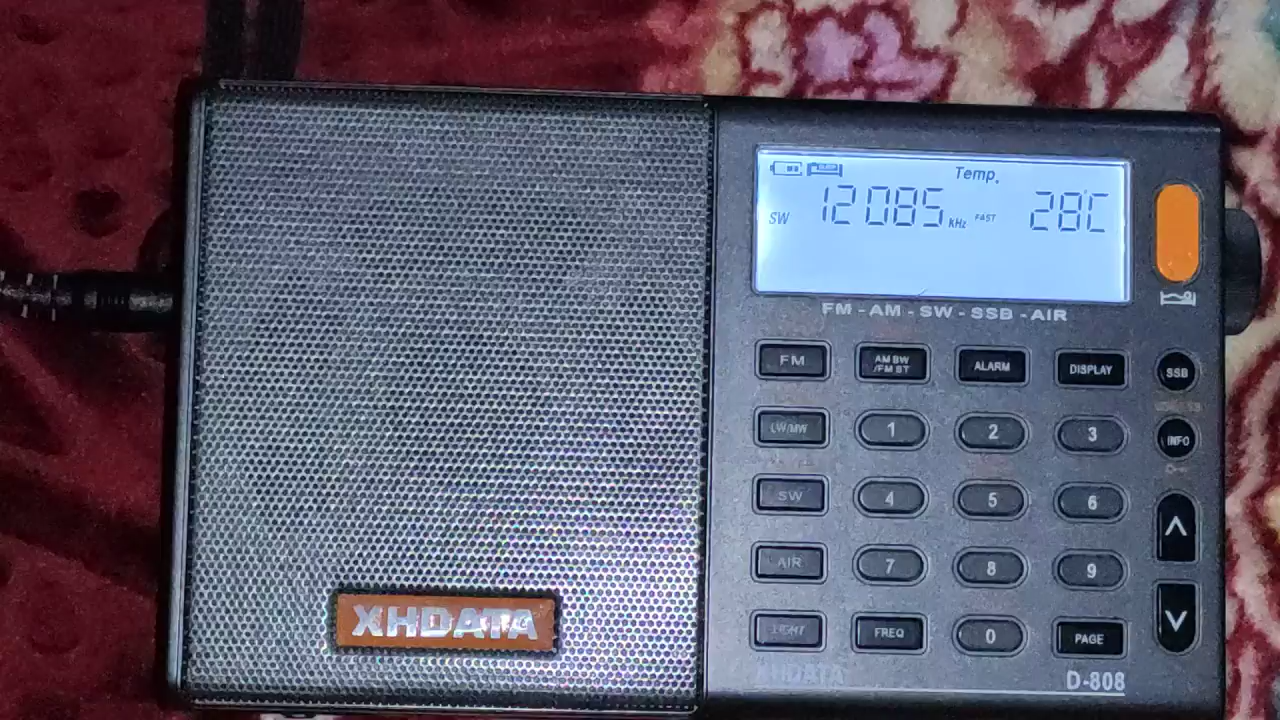 SLEEP
Temp.
SW 12085 kHz FAST 28°C
FM - AM - SW - SSB - AIR
FM AM BW /FM ST ALARM DISPLAY SSB
LW/MW 1 2 3 INFO
SW 4 5 6
AIR 7 8 9
LIGHT FREQ 0 PAGE
XHDATA
XHDATA D-808